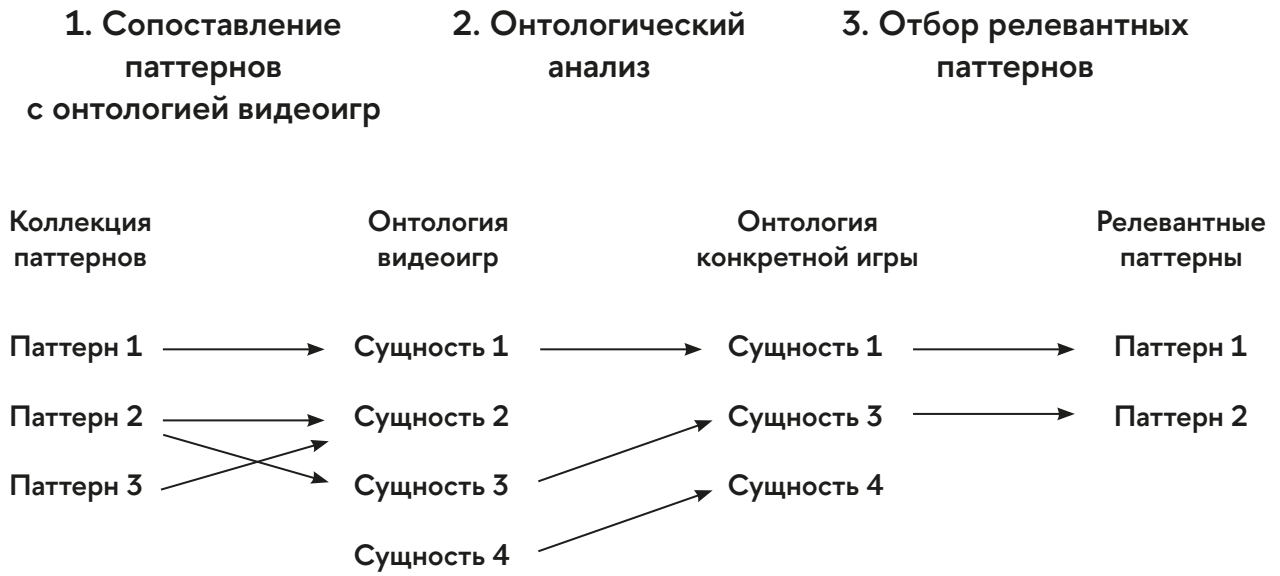 1. Сопоставление
паттернов
с онтологией видеоигр
2. Онтологический
анализ
3. Отбор релевантных
паттернов
Коллекция
паттернов
Онтология
видеоигр
Онтология
конкретной игры
Релевантные
паттерны
Паттерн 1
Сущность 1
Сущность 1
Паттерн 1
Паттерн 2
Сущность 2
Сущность 3
Паттерн 2
Паттерн 3
Сущность 3
Сущность 4
Сущность 4